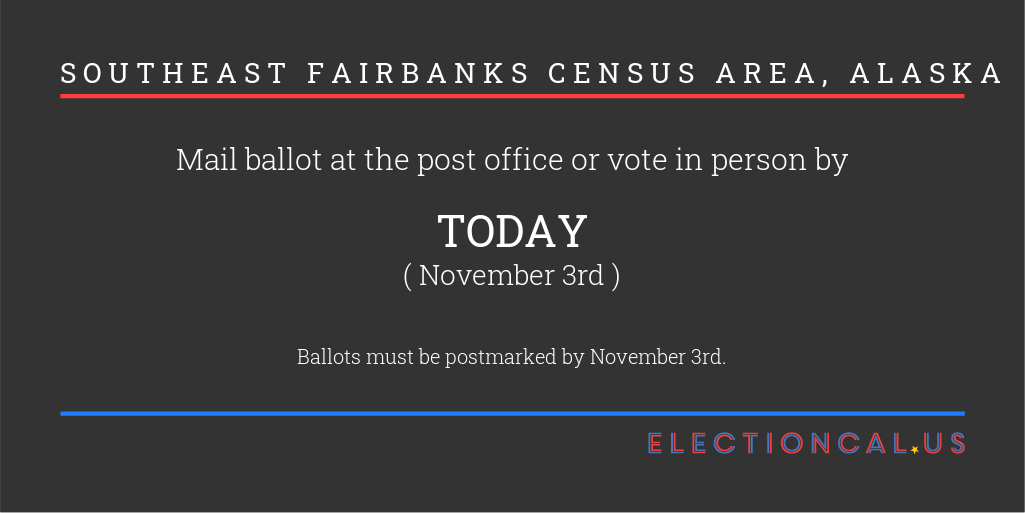 SOUTHEAST FAIRBANKS CENSUS AREA, ALASKA
Mail ballot at the post office or vote in person by
TODAY
( November 3rd )
Ballots must be postmarked by November 3rd.
ELECTIONCAL.US